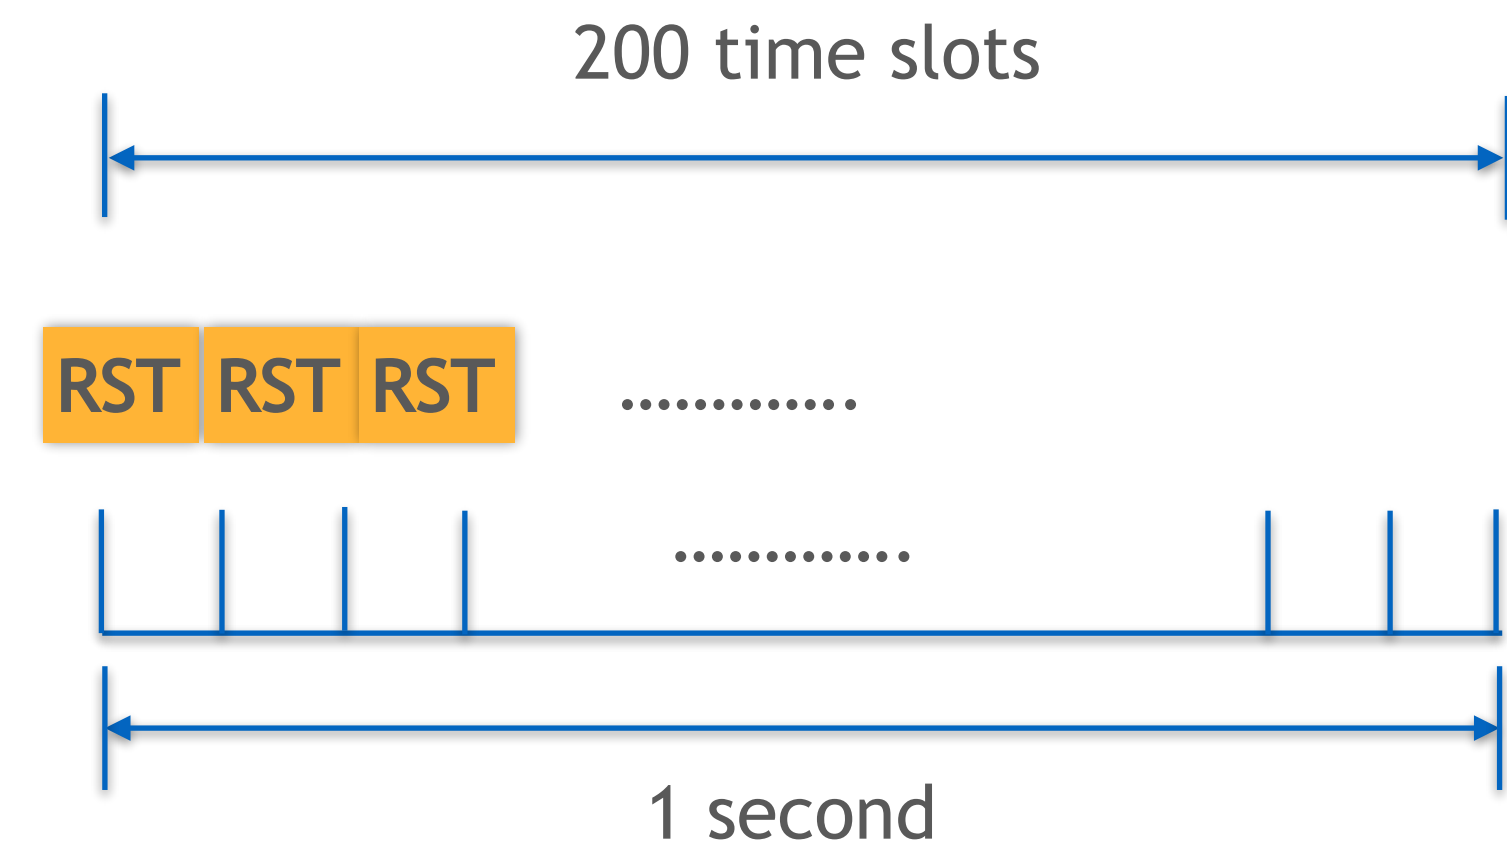 200 time slots
RST RST RST
.............
.............
1 second